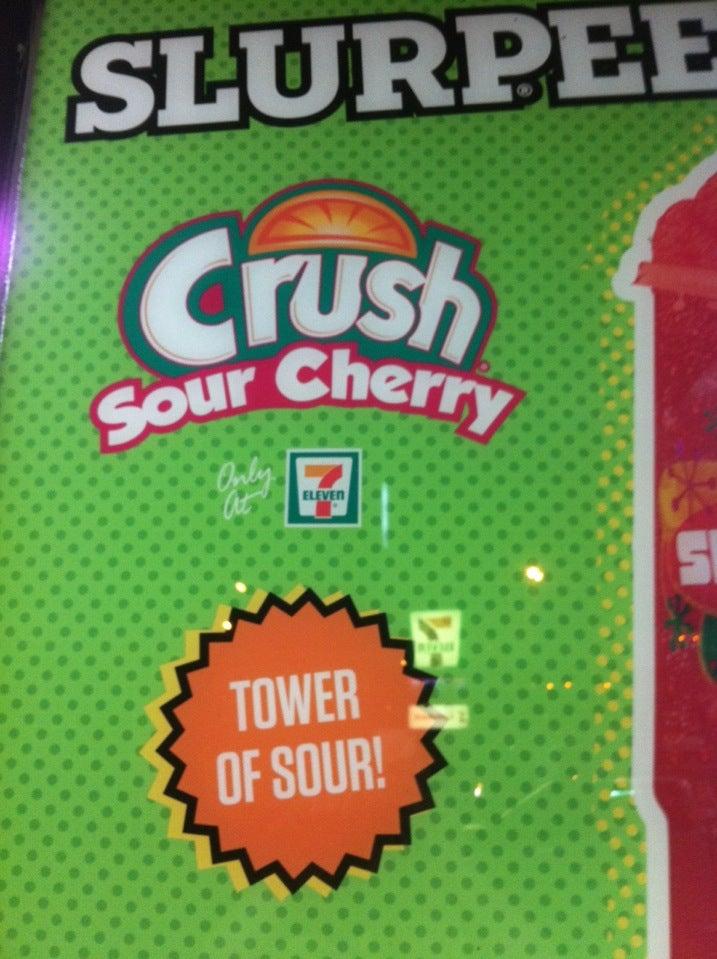 SLURPEE
Crush
Sour Cherry
Only
At
7
ELEVEN
TOWER
OF SOUR!